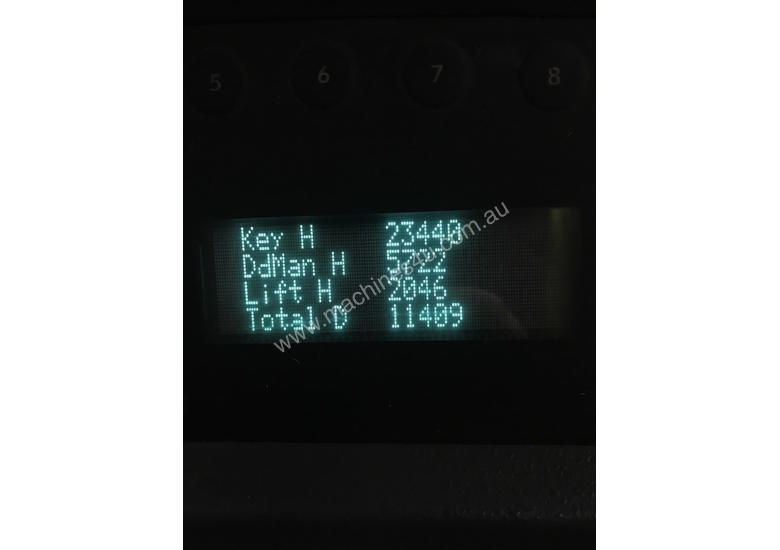 5 6 7 8
Key H 23440
DdMan H 5722
Lift H 2046
Total D 11409
www.machines4u.com.au